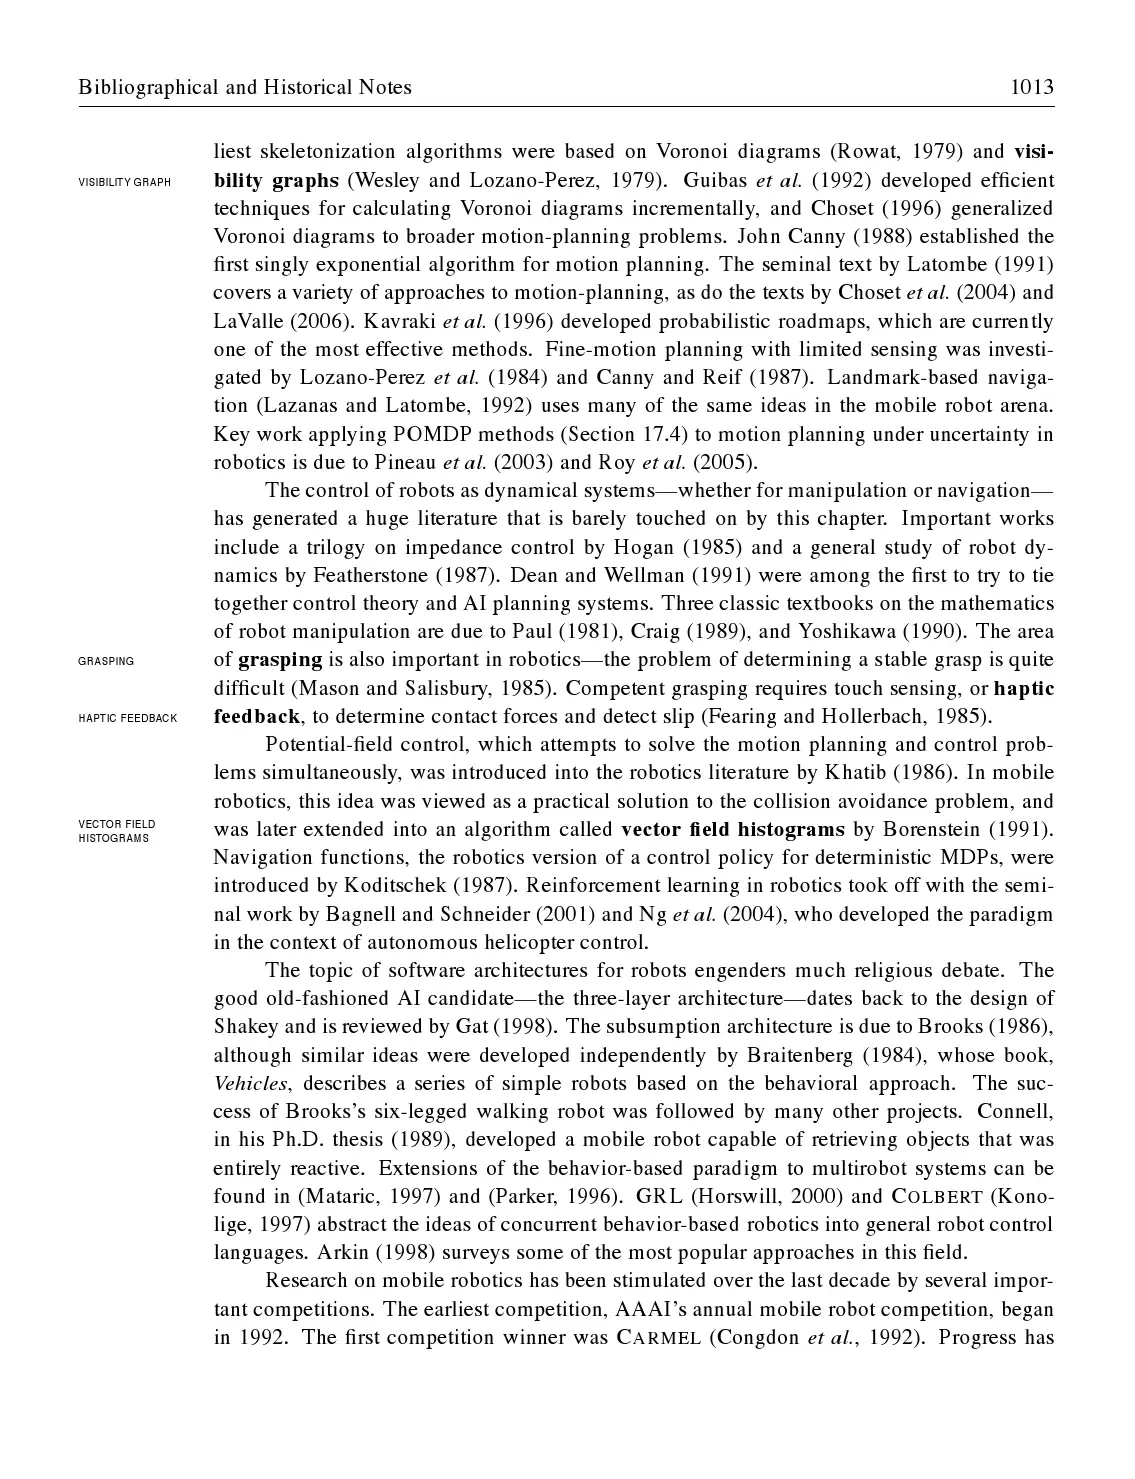 Bibliographical and Historical Notes 1013
liest skeletonization algorithms were based on Voronoi diagrams (Rowat, 1979) and visi-
VISIBILITY GRAPH
bility graphs (Wesley and Lozano-Perez, 1979). Guibas et al. (1992) developed efficient
techniques for calculating Voronoi diagrams incrementally, and Choset (1996) generalized
Voronoi diagrams to broader motion-planning problems. John Canny (1988) established the
first singly exponential algorithm for motion planning. The seminal text by Latombe (1991)
covers a variety of approaches to motion-planning, as do the texts by Choset et al. (2004) and
LaValle (2006). Kavraki et al. (1996) developed probabilistic roadmaps, which are currently
one of the most effective methods. Fine-motion planning with limited sensing was investi-
gated by Lozano-Perez et al. (1984) and Canny and Reif (1987). Landmark-based naviga-
tion (Lazanas and Latombe, 1992) uses many of the same ideas in the mobile robot arena.
Key work applying POMDP methods (Section 17.4) to motion planning under uncertainty in
robotics is due to Pineau et al. (2003) and Roy et al. (2005).
The control of robots as dynamical systems—whether for manipulation or navigation—
has generated a huge literature that is barely touched on by this chapter. Important works
include a trilogy on impedance control by Hogan (1985) and a general study of robot dy-
namics by Featherstone (1987). Dean and Wellman (1991) were among the first to try to tie
together control theory and AI planning systems. Three classic textbooks on the mathematics
of robot manipulation are due to Paul (1981), Craig (1989), and Yoshikawa (1990). The area
GRASPING
of grasping is also important in robotics—the problem of determining a stable grasp is quite
difficult (Mason and Salisbury, 1985). Competent grasping requires touch sensing, or haptic
HAPTIC FEEDBACK
feedback, to determine contact forces and detect slip (Fearing and Hollerbach, 1985).
Potential-field control, which attempts to solve the motion planning and control prob-
lems simultaneously, was introduced into the robotics literature by Khatib (1986). In mobile
robotics, this idea was viewed as a practical solution to the collision avoidance problem, and
VECTOR FIELD
HISTOGRAMS
was later extended into an algorithm called vector field histograms by Borenstein (1991).
Navigation functions, the robotics version of a control policy for deterministic MDPs, were
introduced by Koditschek (1987). Reinforcement learning in robotics took off with the semi-
nal work by Bagnell and Schneider (2001) and Ng et al. (2004), who developed the paradigm
in the context of autonomous helicopter control.
The topic of software architectures for robots engenders much religious debate. The
good old-fashioned AI candidate—the three-layer architecture—dates back to the design of
Shakey and is reviewed by Gat (1998). The subsumption architecture is due to Brooks (1986),
although similar ideas were developed independently by Braitenberg (1984), whose book,
Vehicles, describes a series of simple robots based on the behavioral approach. The suc-
cess of Brooks's six-legged walking robot was followed by many other projects. Connell,
in his Ph.D. thesis (1989), developed a mobile robot capable of retrieving objects that was
entirely reactive. Extensions of the behavior-based paradigm to multirobot systems can be
found in (Mataric, 1997) and (Parker, 1996). GRL (Horswill, 2000) and COLBERT (Kono-
lige, 1997) abstract the ideas of concurrent behavior-based robotics into general robot control
languages. Arkin (1998) surveys some of the most popular approaches in this field.
Research on mobile robotics has been stimulated over the last decade by several impor-
tant competitions. The earliest competition, AAAI's annual mobile robot competition, began
in 1992. The first competition winner was CARMEL (Congdon et al., 1992). Progress has